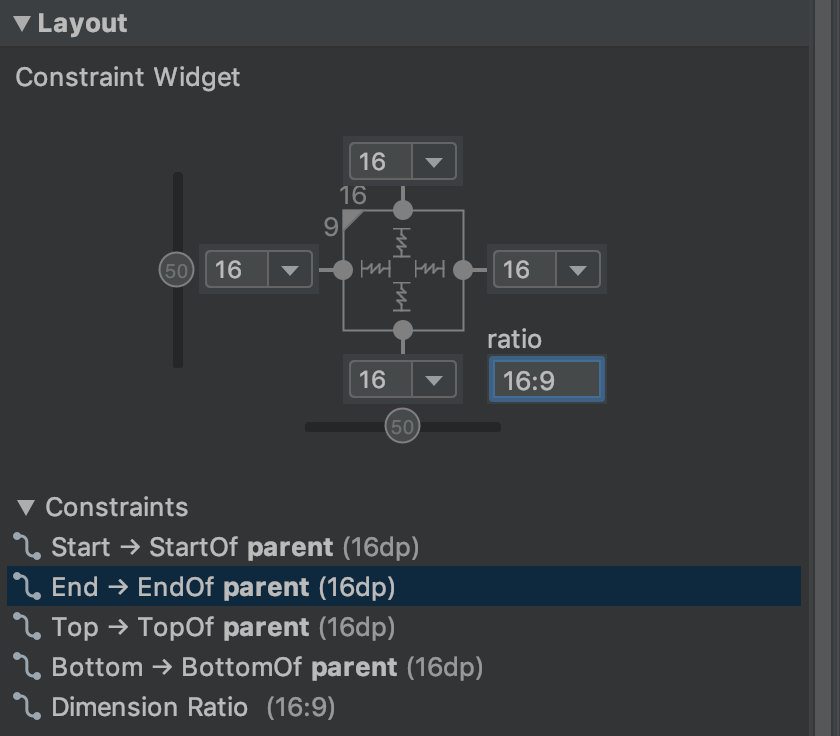 ▼ Layout
Constraint Widget
16
16
9
50
16
16
ratio
16
16:9
50
▼ Constraints
Start → StartOf parent (16dp)
End → EndOf parent (16dp)
Top → TopOf parent (16dp)
Bottom → BottomOf parent (16dp)
Dimension Ratio (16:9)